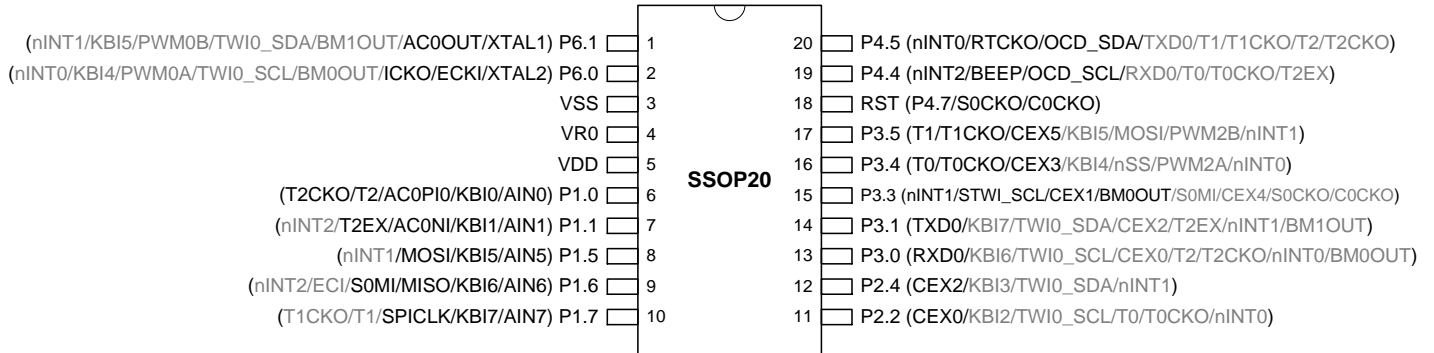 (nINT1/KBI5/PWM0B/TWI0_SDA/BM1OUT/AC0OUT/XTAL1) P6.1 1
(nINT0/KBI4/PWM0A/TWI0_SCL/BM0OUT/ICKO/ECKI/XTAL2) P6.0 2
VSS 3
VR0 4
VDD 5
(T2CKO/T2/AC0PI0/KBI0/AIN0) P1.0 6
(nINT2/T2EX/AC0NI/KBI1/AIN1) P1.1 7
(nINT1/MOSI/KBI5/AIN5) P1.5 8
(nINT2/ECI/S0MI/MISO/KBI6/AIN6) P1.6 9
(T1CKO/T1/SPICLK/KBI7/AIN7) P1.7 10
SSOP20
20 P4.5 (nINT0/RTCKO/OCD_SDA/TXD0/T1/T1CKO/T2/T2CKO)
19 P4.4 (nINT2/BEEP/OCD_SCL/RXD0/T0/T0CKO/T2EX)
18 RST (P4.7/S0CKO/C0CKO)
17 P3.5 (T1/T1CKO/CEX5/KBI5/MOSI/PWM2B/nINT1)
16 P3.4 (T0/T0CKO/CEX3/KBI4/nSS/PWM2A/nINT0)
15 P3.3 (nINT1/STWI_SCL/CEX1/BM0OUT/S0MI/CEX4/S0CKO/C0CKO)
14 P3.1 (TXD0/KBI7/TWI0_SDA/CEX2/T2EX/nINT1/BM1OUT)
13 P3.0 (RXD0/KBI6/TWI0_SCL/CEX0/T2/T2CKO/nINT0/BM0OUT)
12 P2.4 (CEX2/KBI3/TWI0_SDA/nINT1)
11 P2.2 (CEX0/KBI2/TWI0_SCL/T0/T0CKO/nINT0)